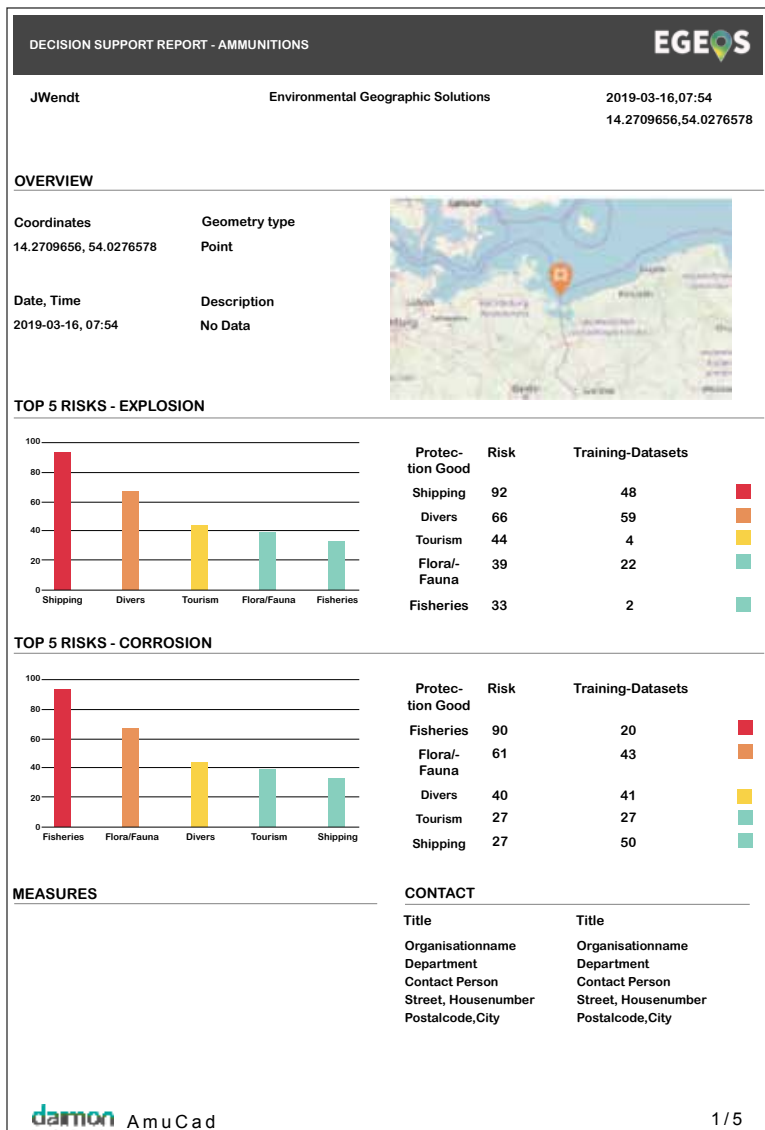 DECISION SUPPORT REPORT - AMMUNITIONS
EGEOS
JWendt
Environmental Geographic Solutions
2019-03-16,07:54
14.2709656,54.0276578
OVERVIEW
Coordinates
Geometry type
14.2709656, 54.0276578
Point
Date, Time
Description
2019-03-16, 07:54
No Data
TOP 5 RISKS - EXPLOSION
100
80
60
40
20
0
Shipping Divers Tourism Flora/Fauna Fisheries
Protec-
tion Good
Risk
Training-Datasets
Shipping 92 48
Divers 66 59
Tourism 44 4
Flora/-
Fauna
39 22
Fisheries 33 2
TOP 5 RISKS - CORROSION
100
80
60
40
20
0
Fisheries Flora/Fauna Divers Tourism Shipping
Protec-
tion Good
Risk
Training-Datasets
Fisheries 90 20
Flora/-
Fauna
61 43
Divers 40 41
Tourism 27 27
Shipping 27 50
MEASURES
CONTACT
Title
Organisationname
Department
Contact Person
Street, Housenumber
Postalcode,City
Title
Organisationname
Department
Contact Person
Street, Housenumber
Postalcode,City
daimon AmuCad
1/5